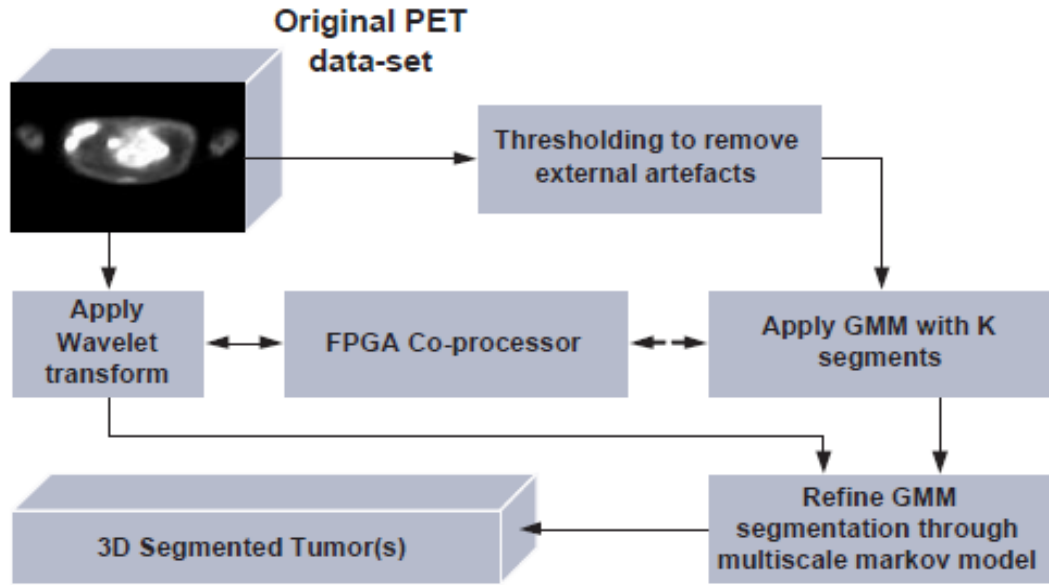 Original PET
data-set
Thresholding to remove
external artefacts
Apply
Wavelet
transform
FPGA Co-processor
Apply GMM with K
segments
3D Segmented Tumor(s)
Refine GMM
segmentation through
multiscale markov model